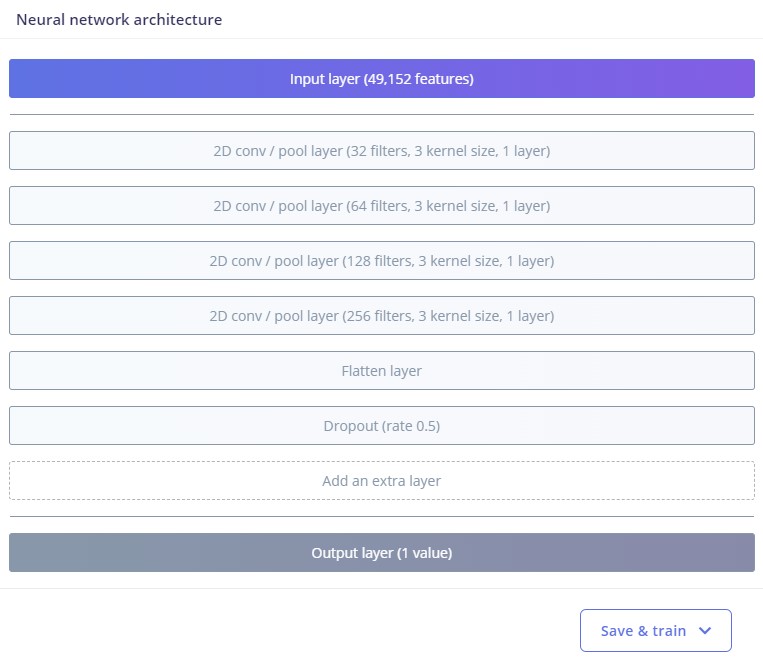 Neural network architecture
Input layer (49,152 features)
2D conv / pool layer (32 filters, 3 kernel size, 1 layer)
2D conv / pool layer (64 filters, 3 kernel size, 1 layer)
2D conv / pool layer (128 filters, 3 kernel size, 1 layer)
2D conv / pool layer (256 filters, 3 kernel size, 1 layer)
Flatten layer
Dropout (rate 0.5)
Add an extra layer
Output layer (1 value)
Save & train